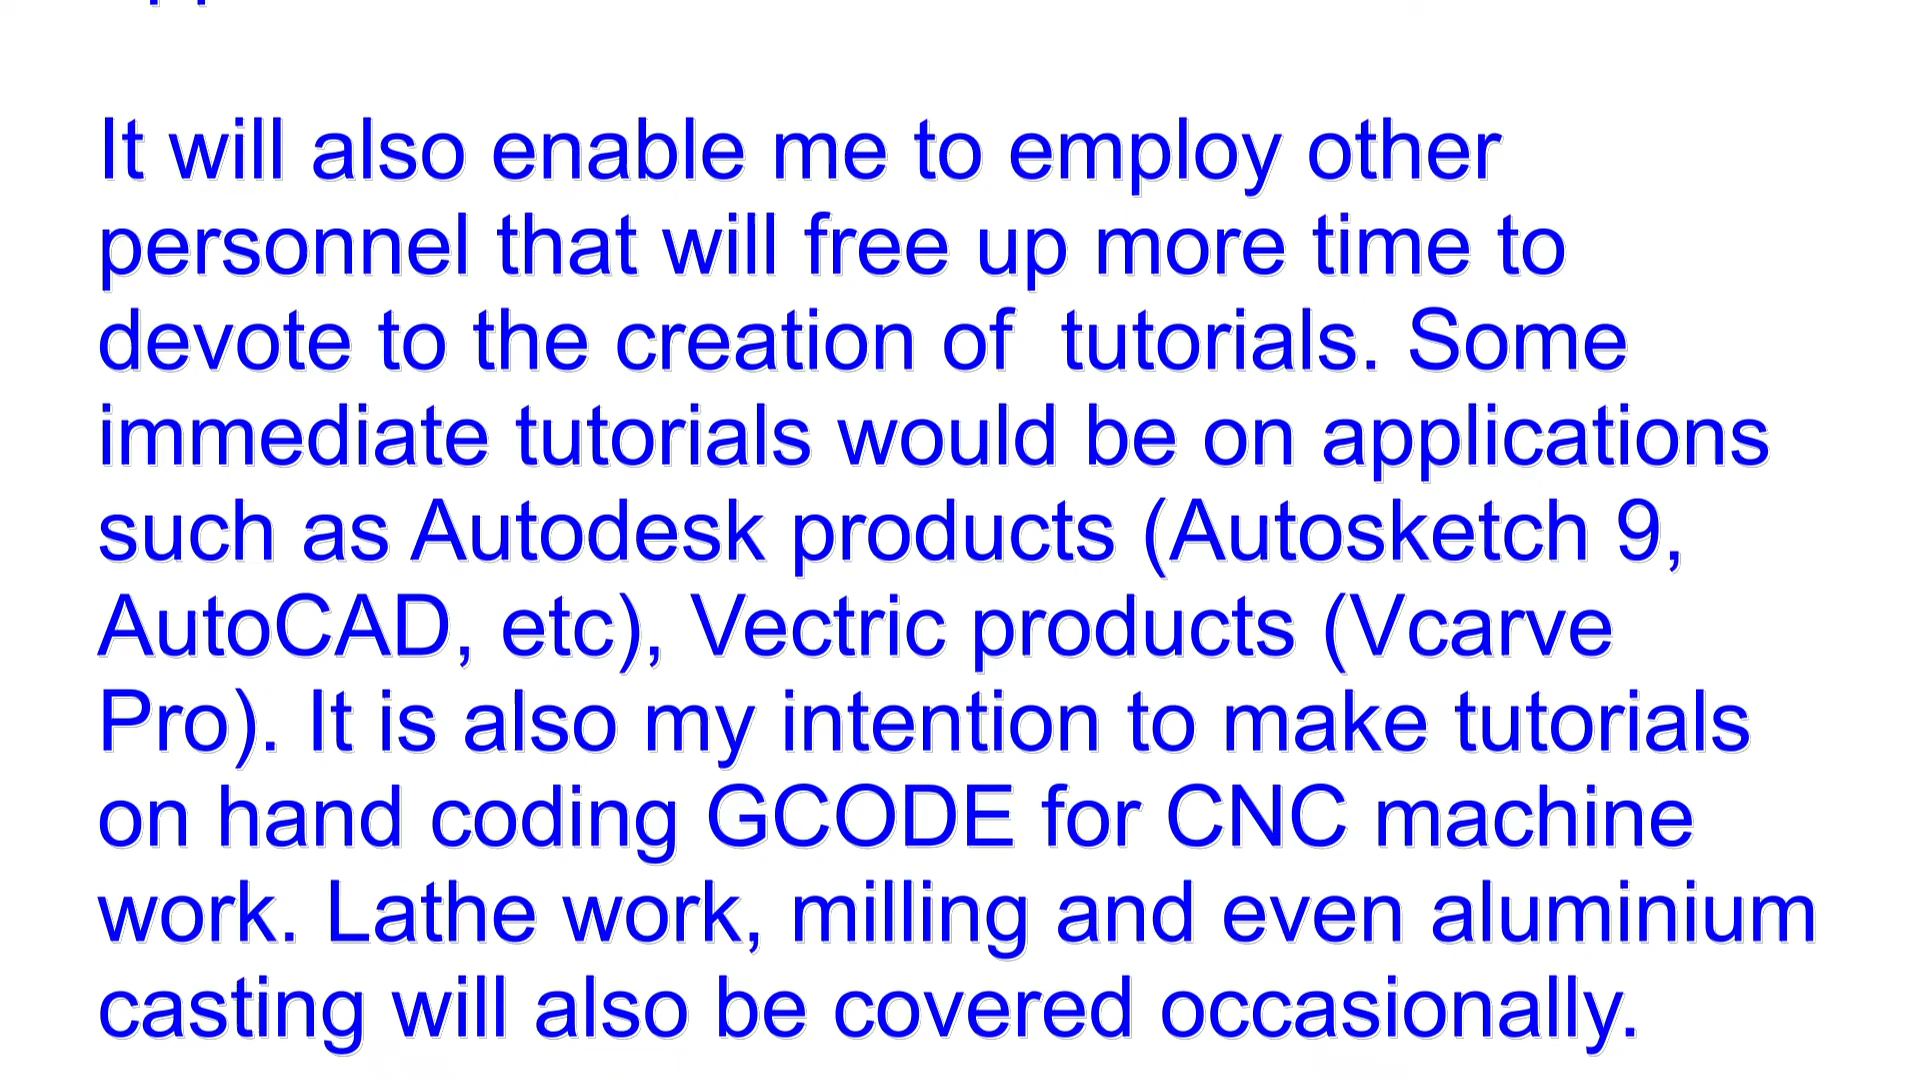 It will also enable me to employ other
personnel that will free up more time to
devote to the creation of  tutorials. Some
immediate tutorials would be on applications
such as Autodesk products (Autosketch 9,
AutoCAD, etc), Vectric products (Vcarve
Pro). It is also my intention to make tutorials
on hand coding GCODE for CNC machine
work. Lathe work, milling and even aluminium
casting will also be covered occasionally.